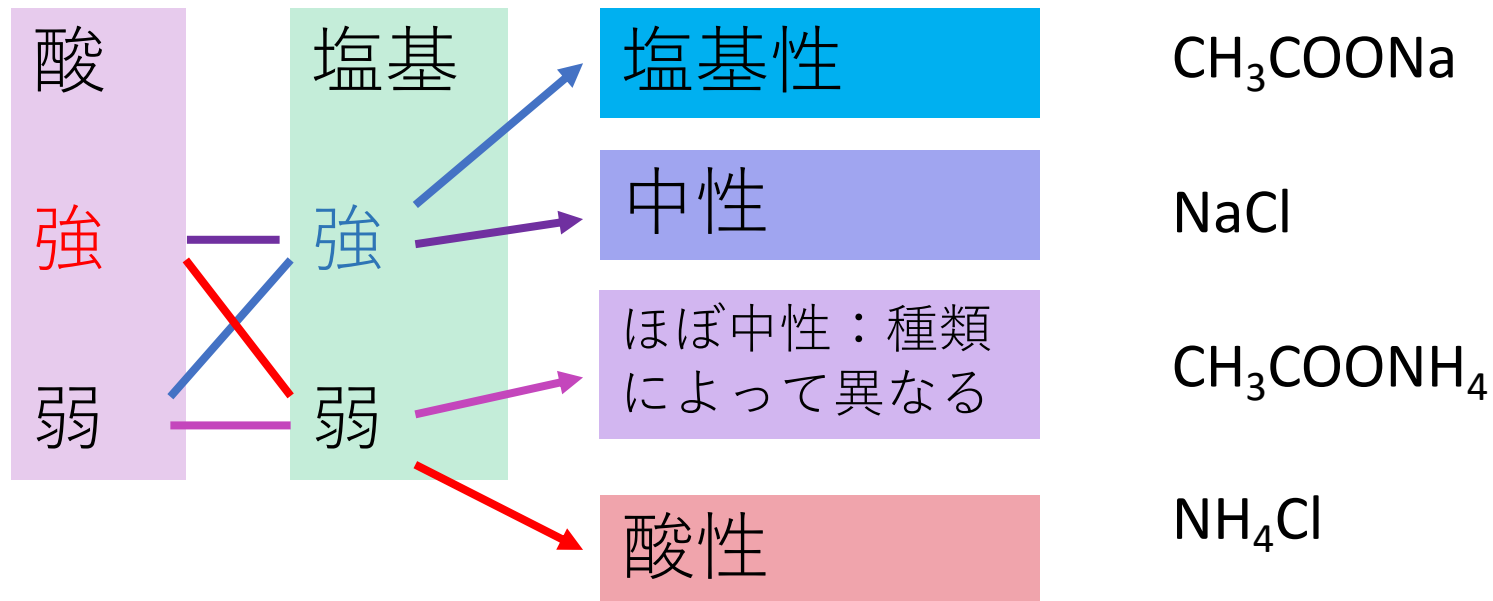 酸
強
弱
塩基
強
弱
塩基性
中性
ほぼ中性：種類
によって異なる
酸性
CH₃COONa
NaCl
CH₃COONH₄
NH₄Cl